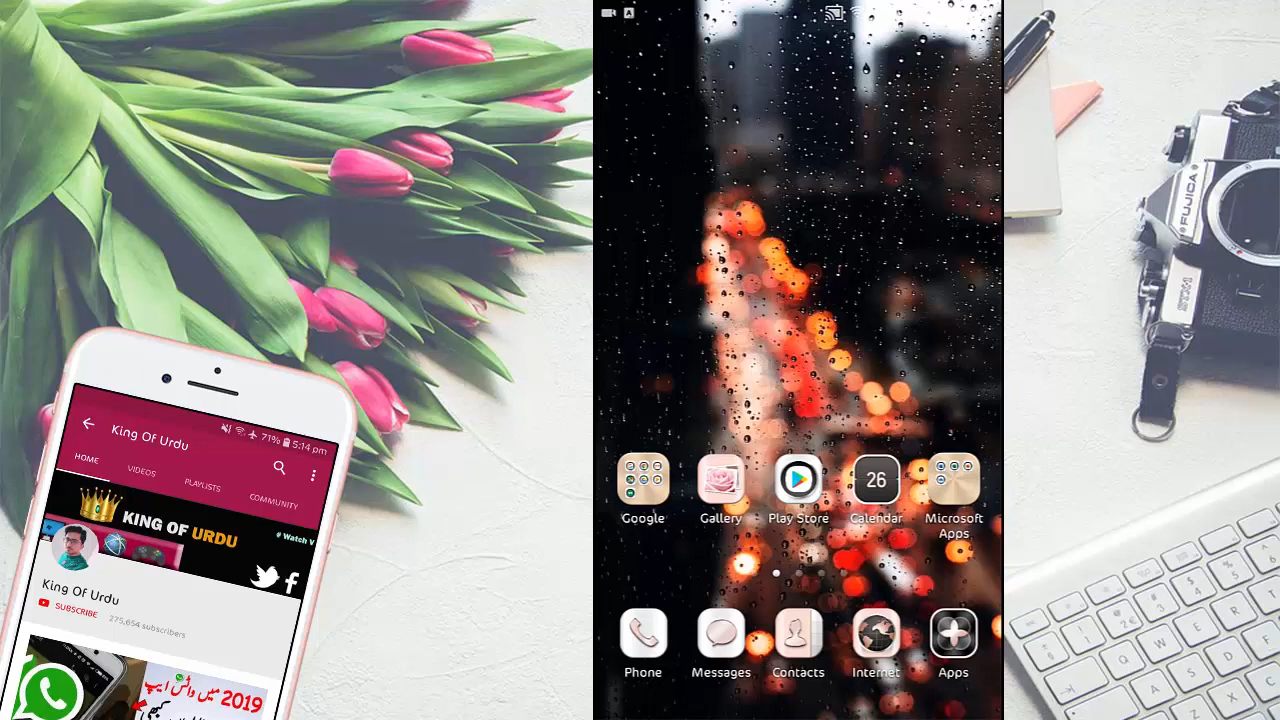 71% 5:14 pm
King Of Urdu
HOME VIDEOS PLAYLISTS COMMUNITY
KING OF URDU
# Watch V
King Of Urdu
SUBSCRIBE 275,654 subscribers
2019 میں واٹس ایپ
A
26
Google Gallery Play Store Calendar Microsoft Apps
Phone Messages Contacts Internet Apps
FUJICA